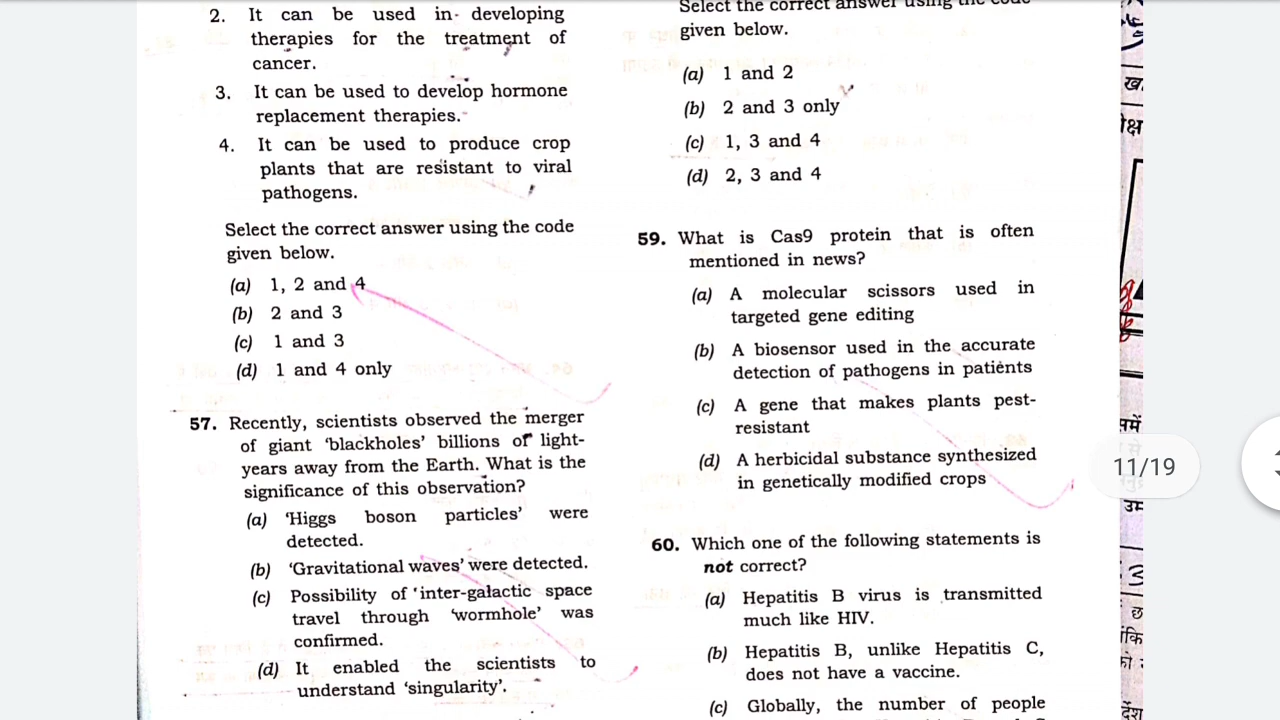 2. It can be used in developing
therapies for the treatment of
cancer.
3. It can be used to develop hormone
replacement therapies.
4. It can be used to produce crop
plants that are resistant to viral
pathogens.
Select the correct answer using the code
given below.
(a) 1, 2 and 4
(b) 2 and 3
(c) 1 and 3
(d) 1 and 4 only
57. Recently, scientists observed the merger
of giant ‘blackholes’ billions of light-
years away from the Earth. What is the
significance of this observation?
(a) ‘Higgs boson particles’ were
detected.
(b) ‘Gravitational waves’ were detected.
(c) Possibility of inter-galactic space
travel through ‘wormhole’ was
confirmed.
(d) It enabled the scientists to
understand ‘singularity’.
Select the correct answer using the code
given below.
(a) 1 and 2
(b) 2 and 3 only
(c) 1, 3 and 4
(d) 2, 3 and 4
59. What is Cas9 protein that is often
mentioned in news?
(a) A molecular scissors used in
targeted gene editing
(b) A biosensor used in the accurate
detection of pathogens in patients
(c) A gene that makes plants pest-
resistant
(d) A herbicidal substance synthesized
in genetically modified crops
60. Which one of the following statements is
not correct?
(a) Hepatitis B virus is transmitted
much like HIV.
(b) Hepatitis B, unlike Hepatitis C,
does not have a vaccine.
(c) Globally, the number of people
11/19